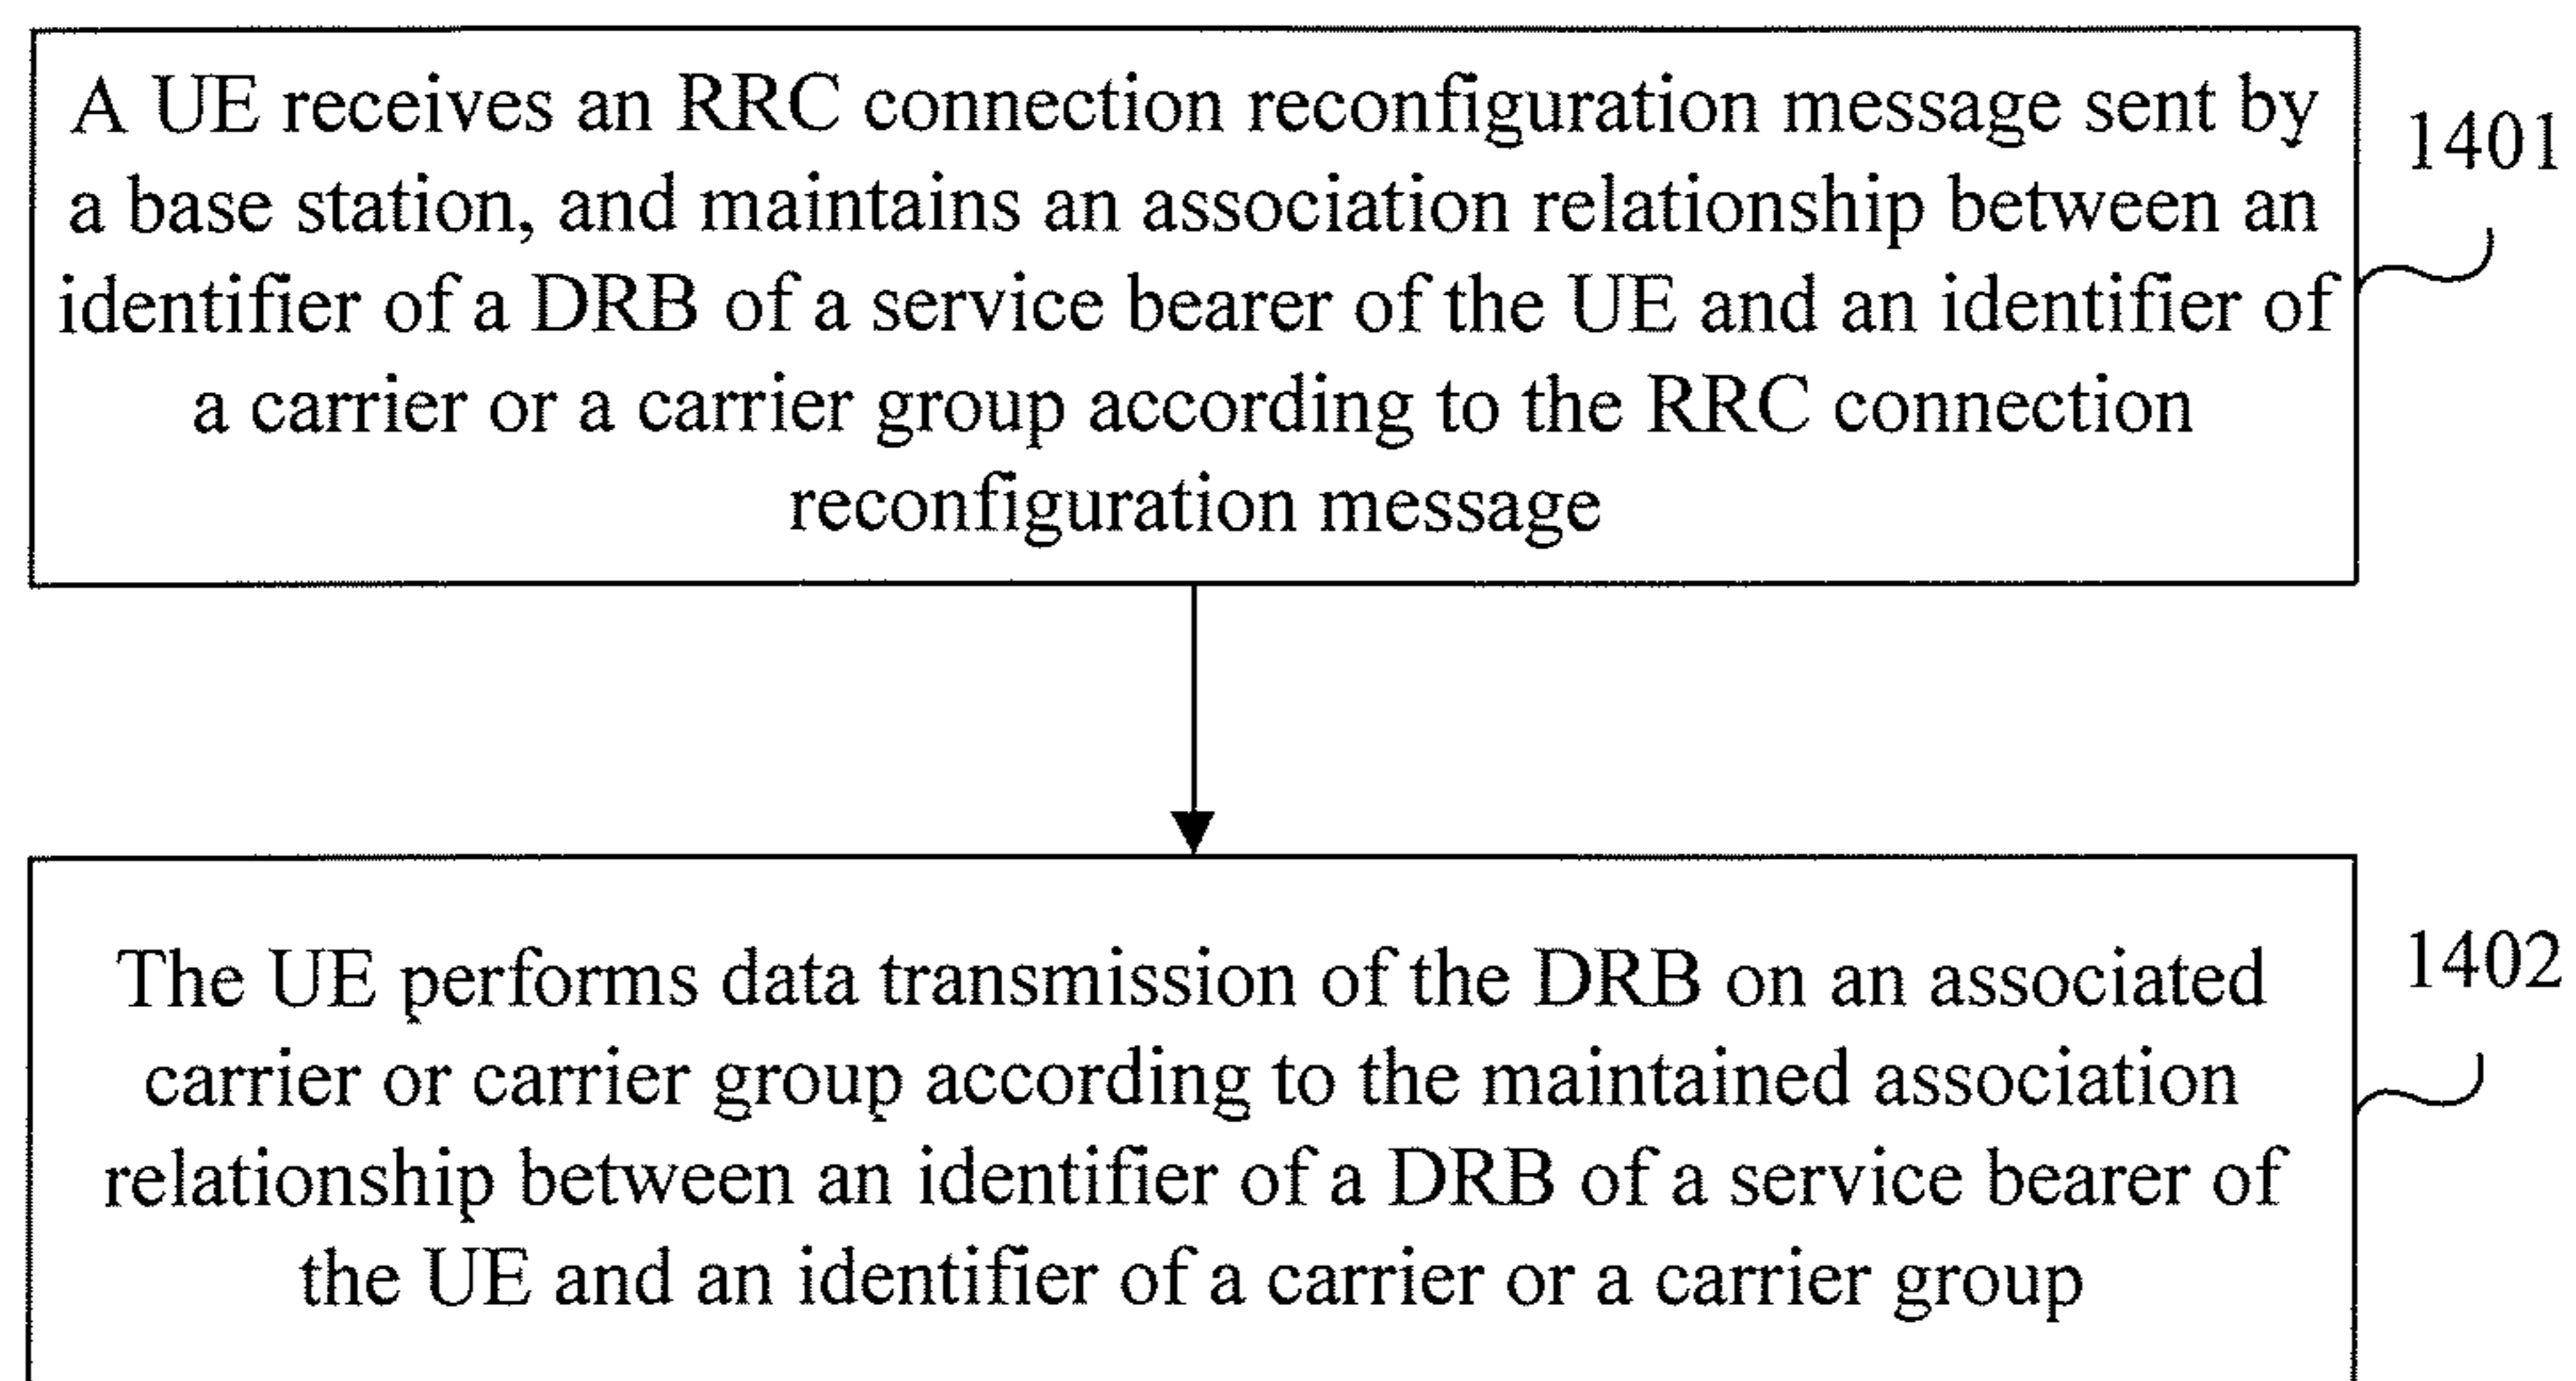 A UE receives an RRC connection reconfiguration message sent by
a base station, and maintains an association relationship between an
identifier of a DRB of a service bearer of the UE and an identifier of
a carrier or a carrier group according to the RRC connection
reconfiguration message
1401
The UE performs data transmission of the DRB on an associated
carrier or carrier group according to the maintained association
relationship between an identifier of a DRB of a service bearer of
the UE and an identifier of a carrier or a carrier group
1402